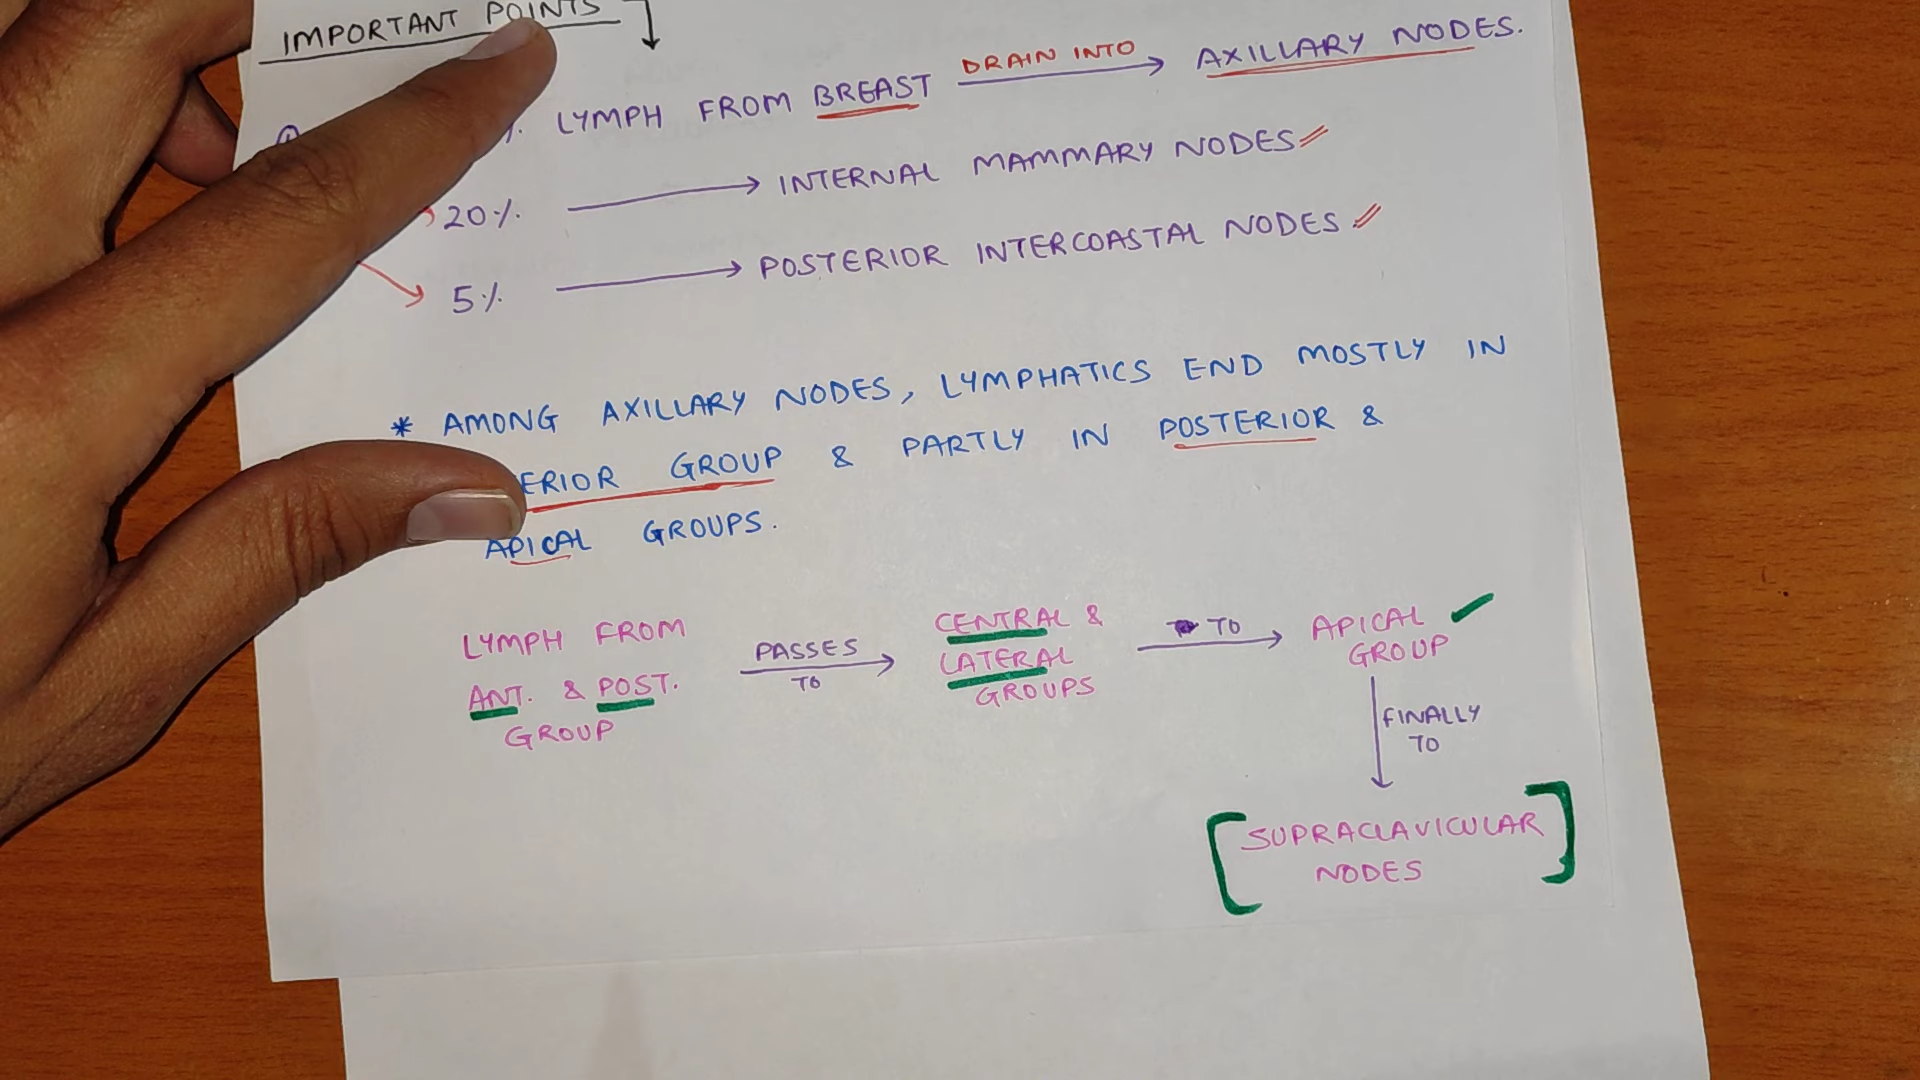 IMPORTANT POINTS
%. LYMPH FROM BREAST DRAIN INTO AXILLARY NODES.
20% INTERNAL MAMMARY NODES
5% POSTERIOR INTERCOASTAL NODES
* AMONG AXILLARY NODES, LYMPHATICS END MOSTLY IN
ERIOR GROUP & PARTLY IN POSTERIOR &
APICAL GROUPS.
LYMPH FROM
ANT. & POST.
GROUP
PASSES
TO
CENTRAL &
LATERAL
GROUPS
TO
APICAL
GROUP
FINALLY
TO
SUPRACLAVICULAR
NODES